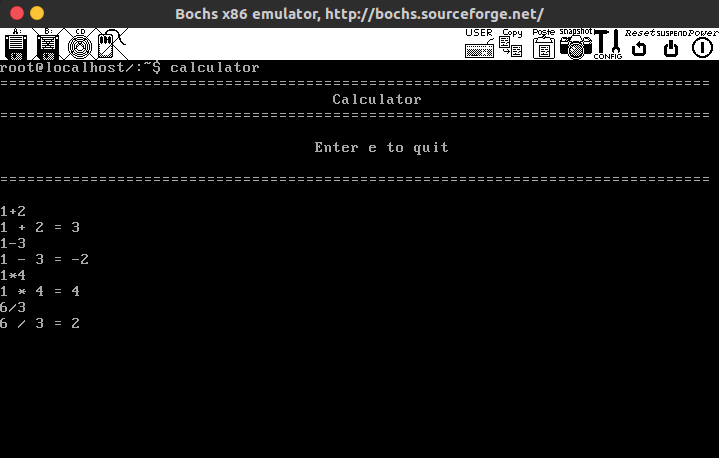 Bochs x86 emulator, http://bochs.sourceforge.net/
A: B: CD USER Copy Paste snapshot CONFIG Reset SUSPEND Power
root@localhost/:~$ calculator
===============================================================================
Calculator
===============================================================================
Enter e to quit
===============================================================================
1+2
1 + 2 = 3
1-3
1 - 3 = -2
1*4
1 * 4 = 4
6/3
6 / 3 = 2